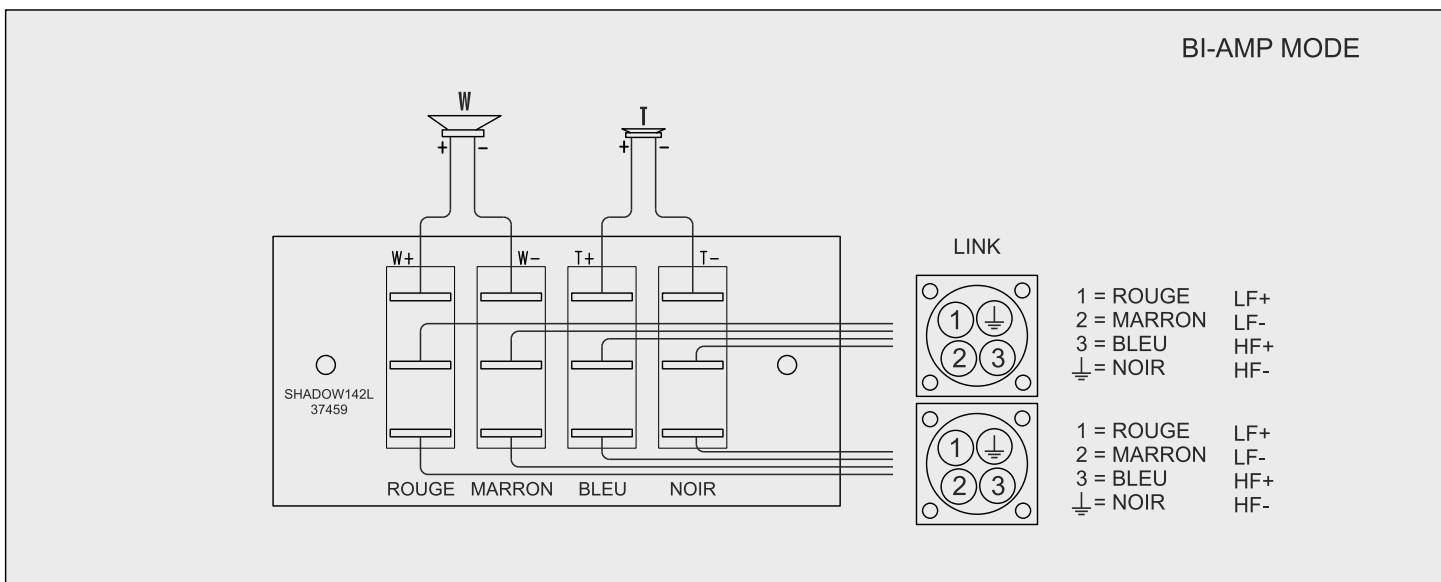 BI-AMP MODE
W
T
+ -
+ -
W+ W- T+ T-
LINK
1 ⏚
2 3
1 = ROUGE LF+
2 = MARRON LF-
3 = BLEU HF+
⏚ = NOIR HF-
SHADOW142L
37459
1 ⏚
2 3
1 = ROUGE LF+
2 = MARRON LF-
3 = BLEU HF+
⏚ = NOIR HF-
ROUGE MARRON BLEU NOIR